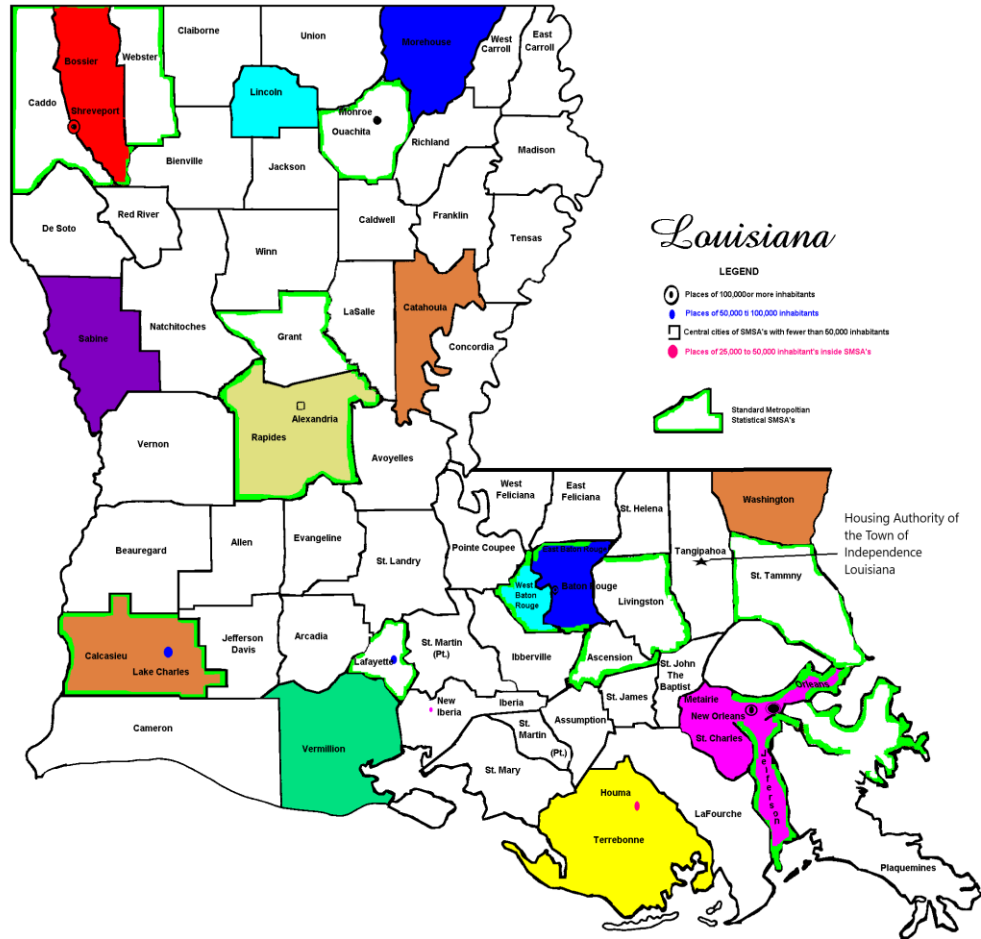 Claiborne
Union
Morehouse
West
Carroll
East
Carroll
Bossier
Webster
Caddo
Shreveport
Lincoln
Monroe
Ouachita
Richland
Madison
Bienville
Jackson
De Soto
Red River
Caldwell
Franklin
Tensas
Winn
Sabine
Natchitoches
Grant
LaSalle
Catahouia
Concordia
Alexandria
Rapides
Vernon
Avoyelles
Louisiana
LEGEND
Places of 100,000or more inhabitants
Places of 50,000 ti 100,000 inhabitants
Central cities of SMSA's with fewer than 50,000 inhabitants
Places of 25,000 to 50,000 inhabitant's inside SMSA's
Standard Metropoltian
Statistical SMSA's
West
Feliciana
East
Feliciana
St. Helena
Washington
Housing Authority of
the Town of
Independence
Louisiana
Beauregard
Allen
Evangeline
St. Landry
Pointe Coupee
East Baton Rouge
Tangipahoa
St. Tammny
West
Baton
Rouge
Baton Rouge
Livingston
Calcasieu
Lake Charles
Jefferson
Davis
Arcadia
Lafayette
St. Martin
(Pt.)
Ibberville
Ascension
St. John
The
Baptist
St. James
New
Iberia
Iberia
Assumption
Metairie
Orleans
New Orleans
St. Charles
Jefferson
Cameron
Vermillion
St.
Martin
(Pt.)
St. Mary
Houma
Terrebonne
LaFourche
Plaquemines